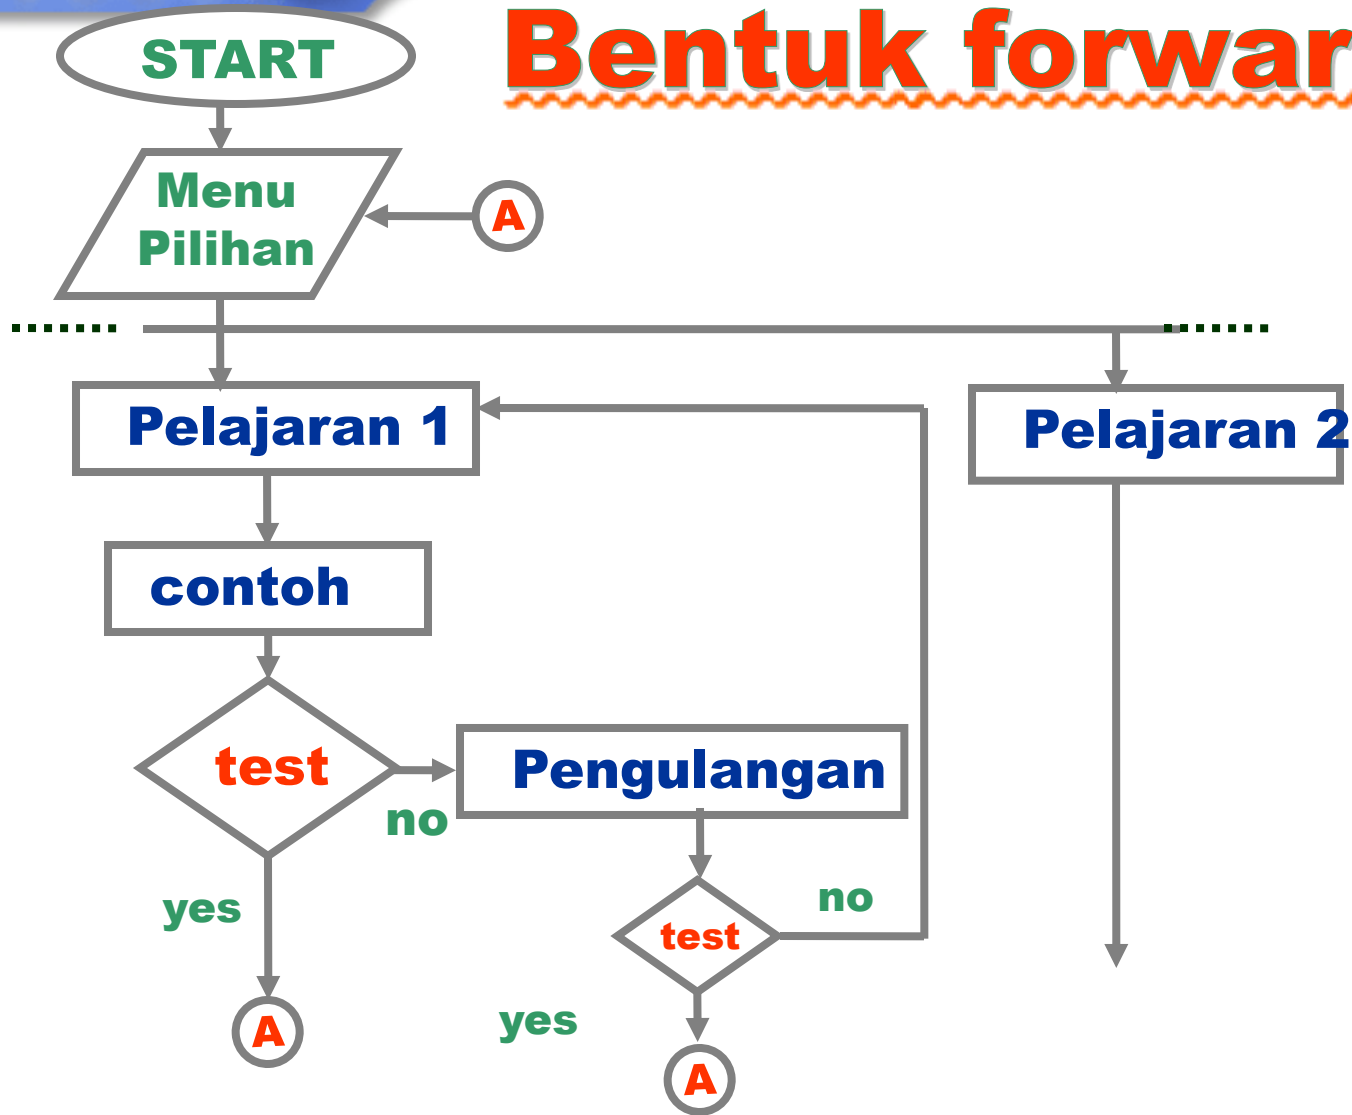 Bentuk forwar
START
Menu
Pilihan
A
Pelajaran 1
Pelajaran 2
contoh
test
Pengulangan
no
yes
no
test
yes
A
A